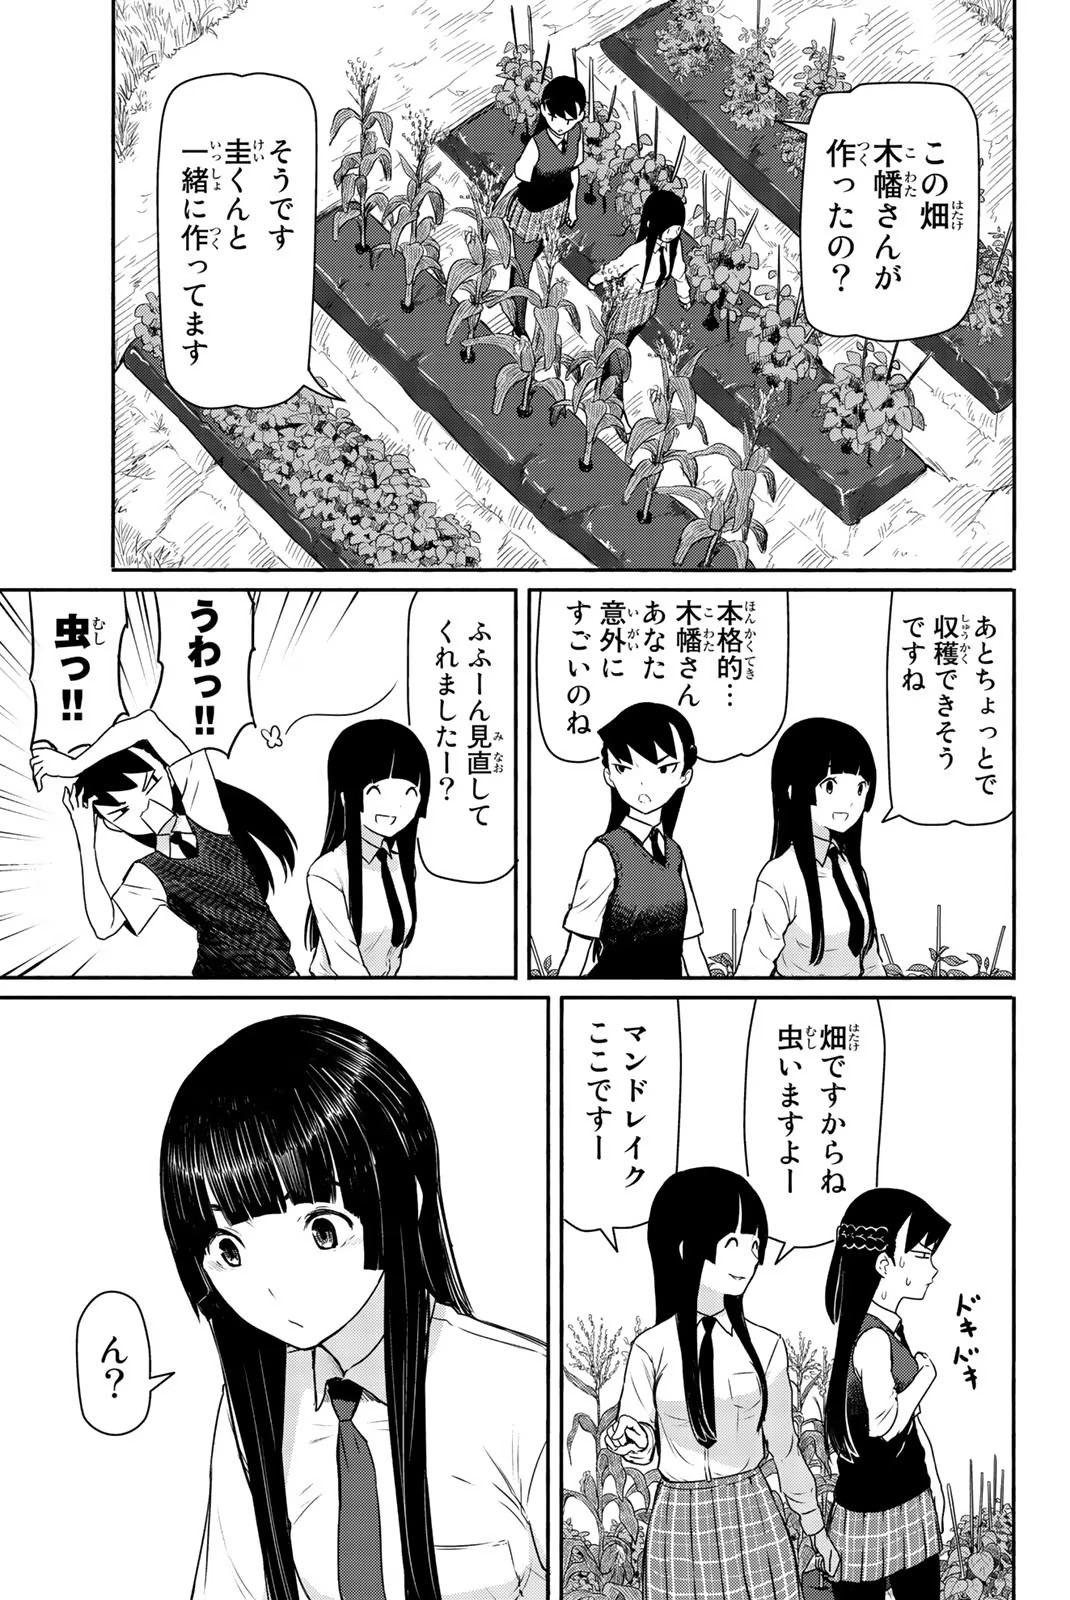 この畑
木幡さんが
作ったの？
そうです
圭くんと
一緒に作ってます
あとちょっとで
収穫できそう
ですね
本格的…
木幡さん
あなた
意外に
すごいのね
ふふーん見直して
くれましたー？
うわっ!!
虫っ!!
畑ですからね
虫いますよー
マンドレイク
ここですー
ドキドキ
ん？